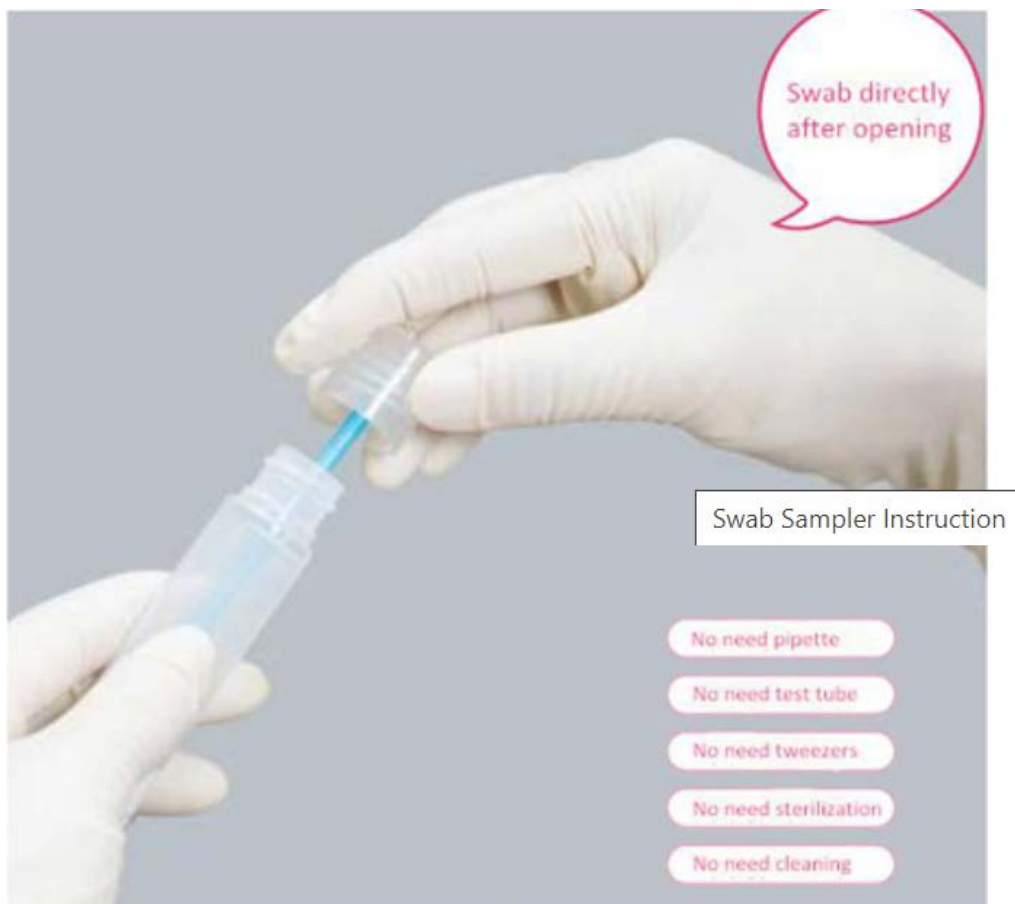 Swab directly
after opening
Swab Sampler Instruction
No need pipette
No need test tube
No need tweezers
No need sterilization
No need cleaning